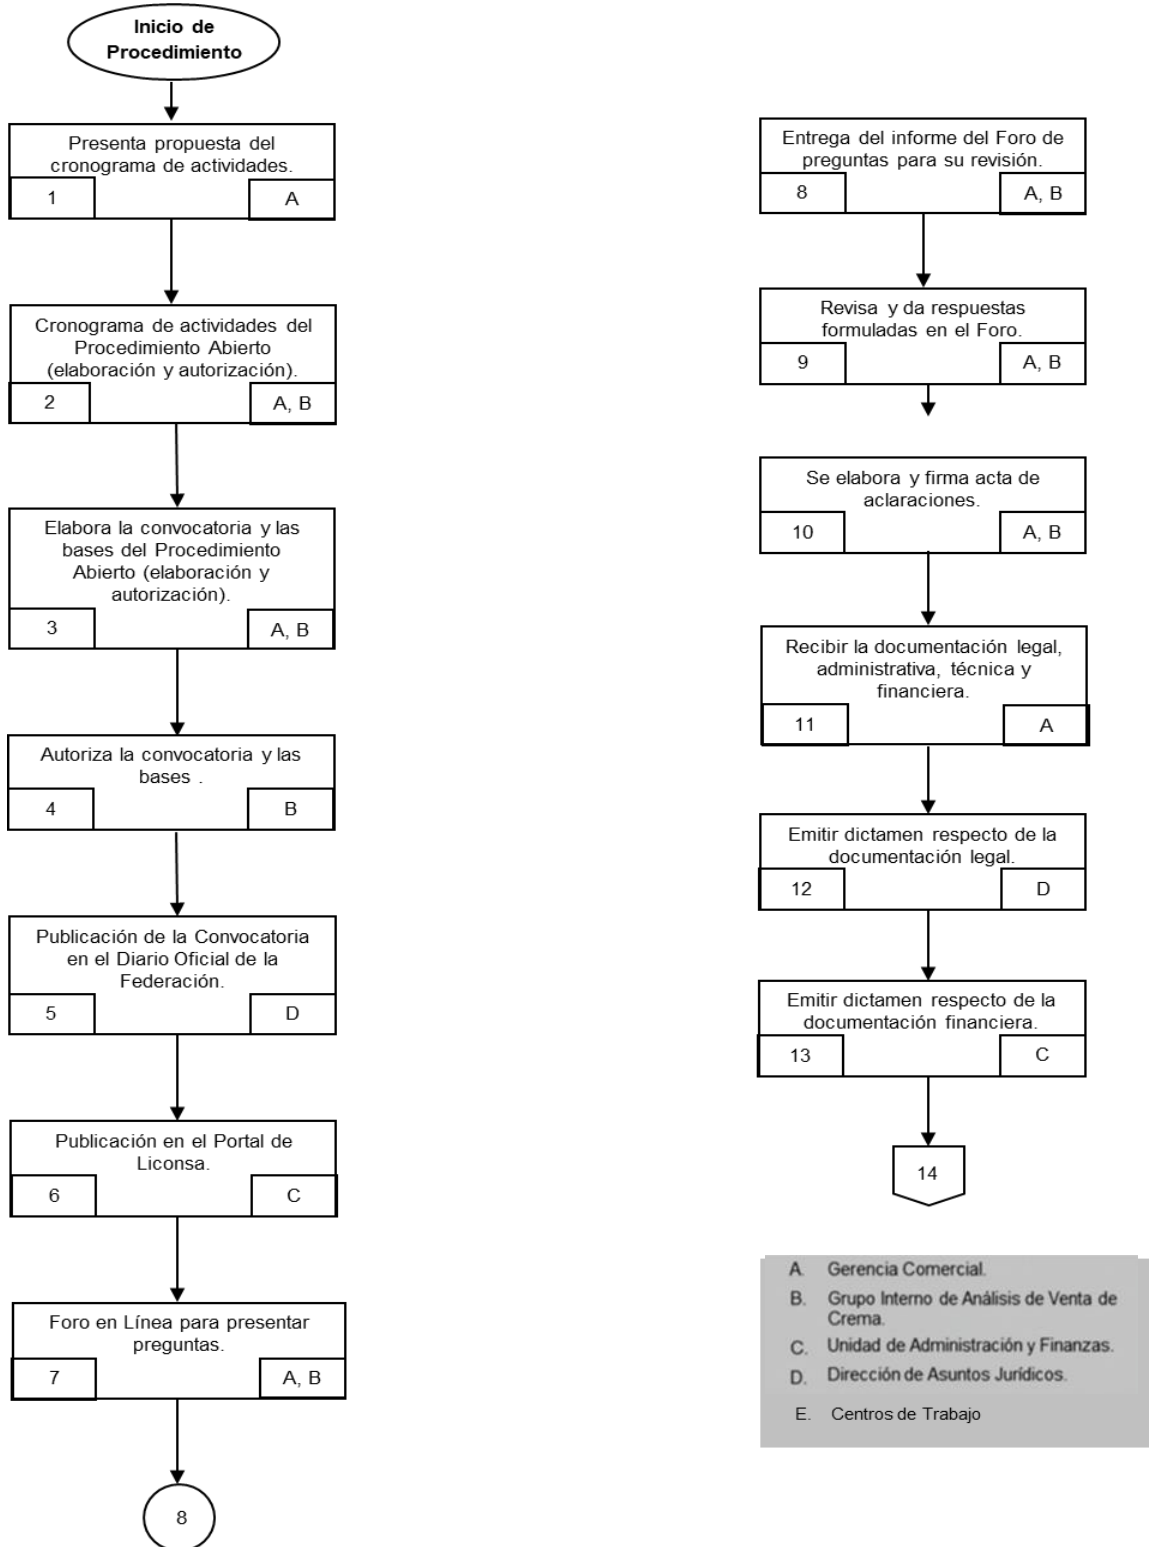 Inicio de
Procedimiento
Presenta propuesta del
cronograma de actividades.
1
A
Cronograma de actividades del
Procedimiento Abierto
(elaboración y autorización).
2
A, B
Elabora la convocatoria y las
bases del Procedimiento
Abierto (elaboración y
autorización).
3
A, B
Autoriza la convocatoria y las
bases .
4
B
Publicación de la Convocatoria
en el Diario Oficial de la
Federación.
5
D
Publicación en el Portal de
Liconsa.
6
C
Foro en Línea para presentar
preguntas.
7
A, B
8
Entrega del informe del Foro de
preguntas para su revisión.
8
A, B
Revisa y da respuestas
formuladas en el Foro.
9
A, B
Se elabora y firma acta de
aclaraciones.
10
A, B
Recibir la documentación legal,
administrativa, técnica y
financiera.
11
A
Emitir dictamen respecto de la
documentación legal.
12
D
Emitir dictamen respecto de la
documentación financiera.
13
C
14
A. Gerencia Comercial.
B. Grupo Interno de Análisis de Venta de
Crema.
C. Unidad de Administración y Finanzas.
D. Dirección de Asuntos Jurídicos.
E. Centros de Trabajo